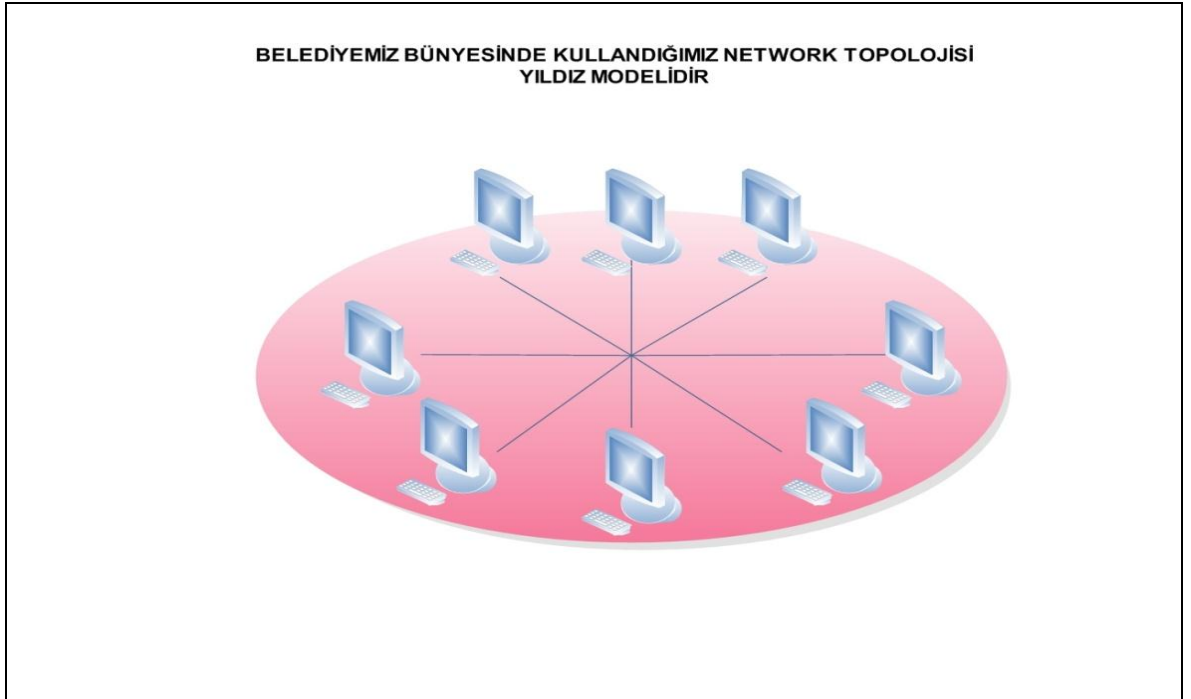 BELEDİYEMİZ BÜNYESİNDE KULLANDIĞIMIZ NETWORK TOPOLOJİSİ
YILDIZ MODELİDİR